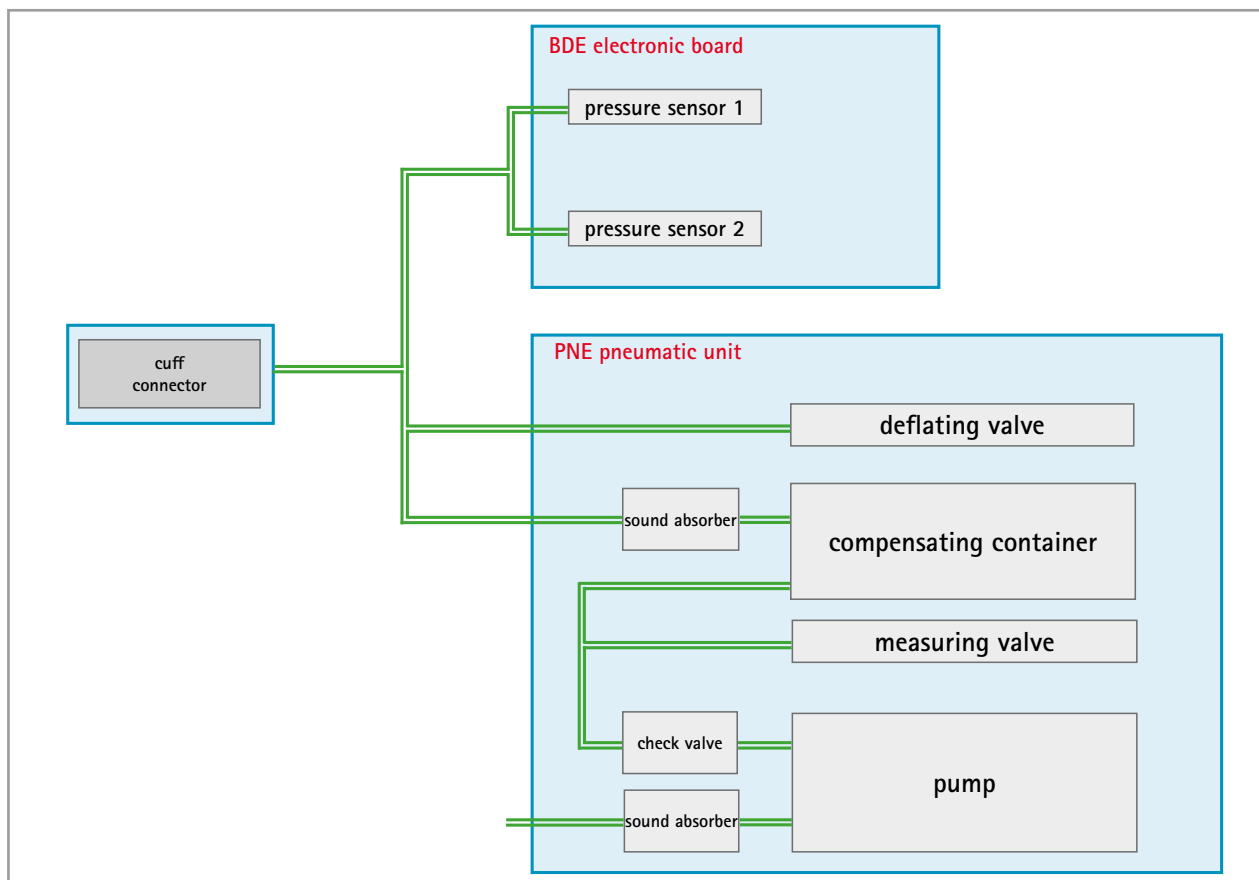 BDE electronic board
pressure sensor 1
pressure sensor 2
cuff
connector
PNE pneumatic unit
deflating valve
sound absorber
compensating container
measuring valve
check valve
pump
sound absorber